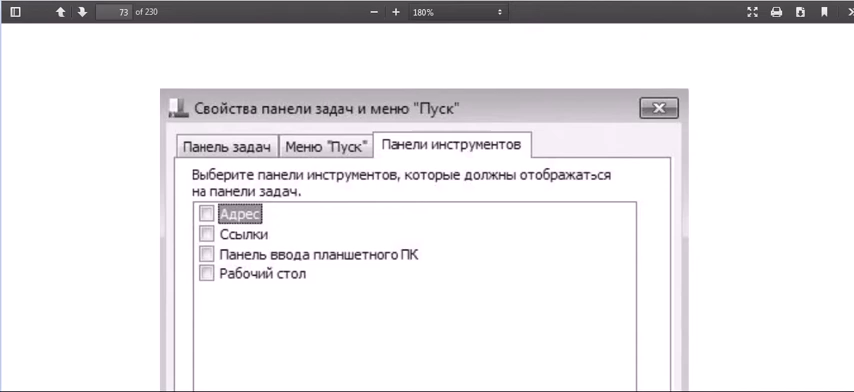 73 of 230 180%
Свойства панели задач и меню "Пуск"
Панель задач Меню "Пуск" Панели инструментов
Выберите панели инструментов, которые должны отображаться
на панели задач.
Адрес
Ссылки
Панель ввода планшетного ПК
Рабочий стол